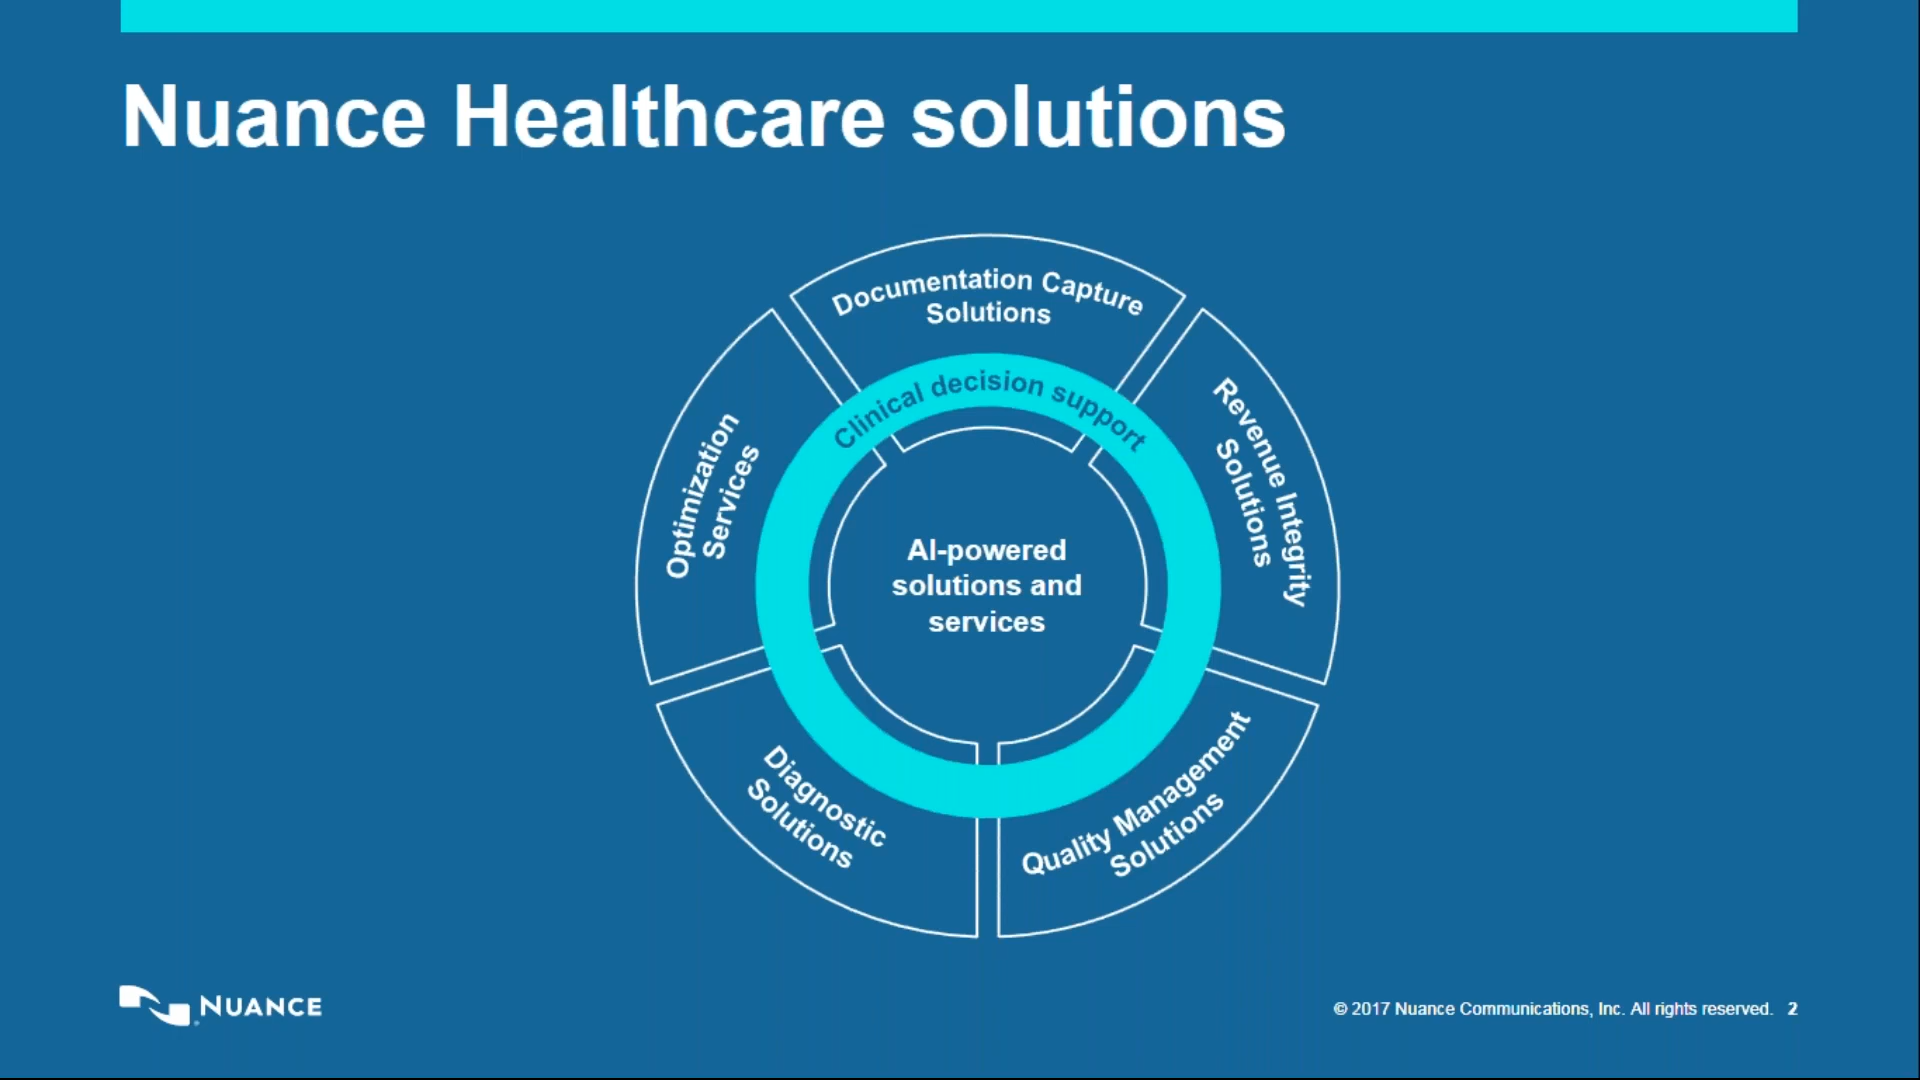 Nuance Healthcare solutions
Documentation Capture
Solutions
Clinical decision support
Revenue Integrity
Solutions
Optimization
Services
AI-powered
solutions and
services
Diagnostic
Solutions
Quality Management
Solutions
NUANCE
© 2017 Nuance Communications, Inc. All rights reserved. 2